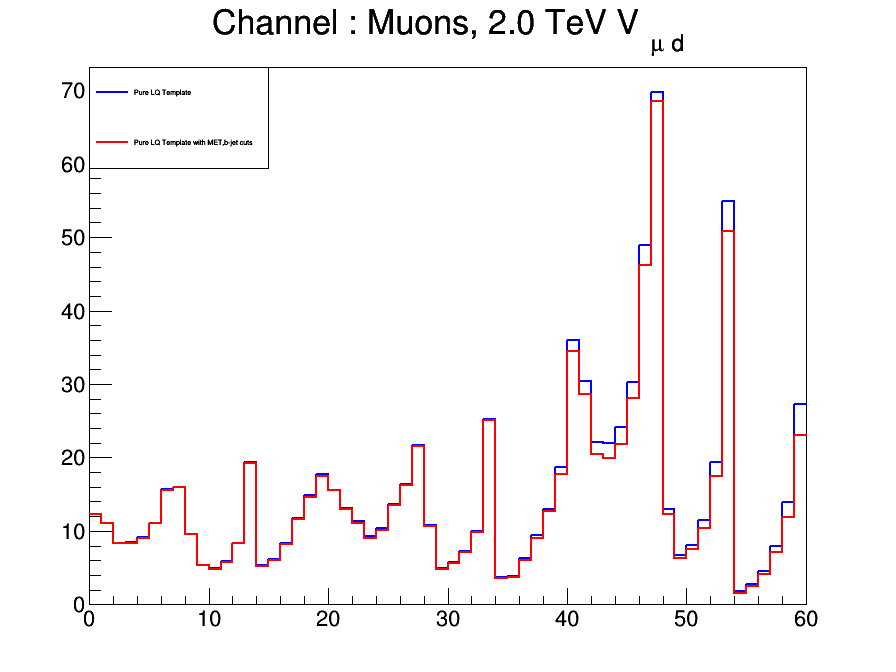 Channel : Muons, 2.0 TeV V μ d
Pure LQ Template
Pure LQ Template with MET,b-jet cuts
70
60
50
40
30
20
10
0
0 10 20 30 40 50 60